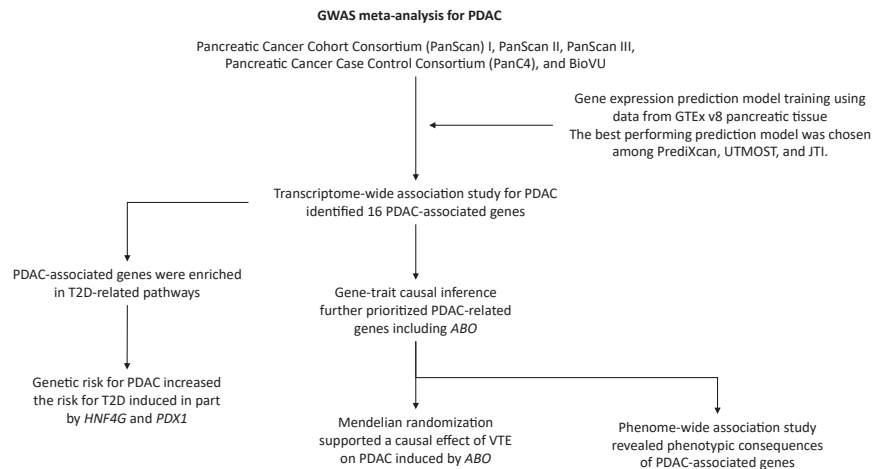 GWAS meta-analysis for PDAC
Pancreatic Cancer Cohort Consortium (PanScan) I, PanScan II, PanScan III,
Pancreatic Cancer Case Control Consortium (PanC4), and BioVU
Gene expression prediction model training using
data from GTEx v8 pancreatic tissue
The best performing prediction model was chosen
among PrediXcan, UTMOST, and JTI.
Transcriptome-wide association study for PDAC
identified 16 PDAC-associated genes
PDAC-associated genes were enriched
in T2D-related pathways
Gene-trait causal inference
further prioritized PDAC-related
genes including ABO
Genetic risk for PDAC increased
the risk for T2D induced in part
by HNF4G and PDX1
Mendelian randomization
supported a causal effect of VTE
on PDAC induced by ABO
Phenome-wide association study
revealed phenotypic consequences
of PDAC-associated genes